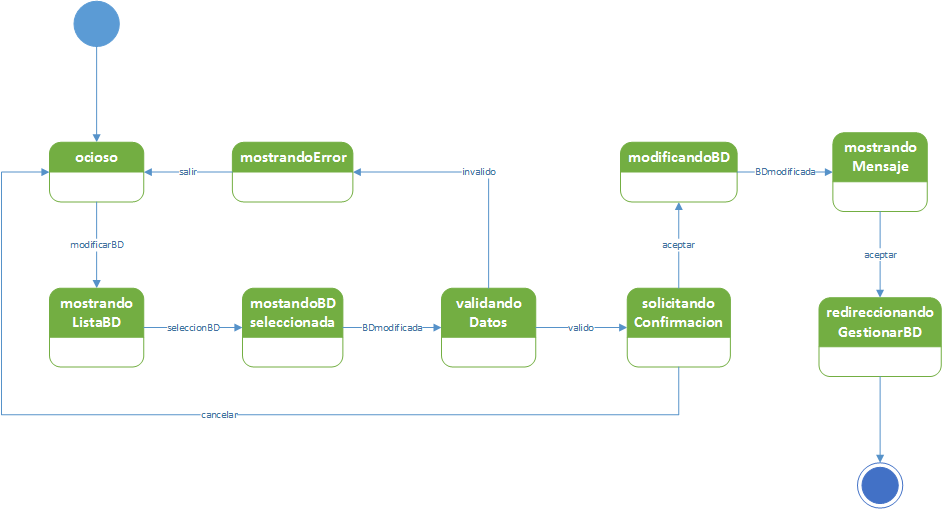 ocioso
mostrandoError
modificandoBD
mostrando
Mensaje
salir
invalido
BDmodificada
modificarBD
aceptar
aceptar
mostrando
ListaBD
mostandoBD
seleccionada
validando
Datos
solicitando
Confirmacion
redireccionando
GestionarBD
seleccionBD
BDmodificada
valido
cancelar